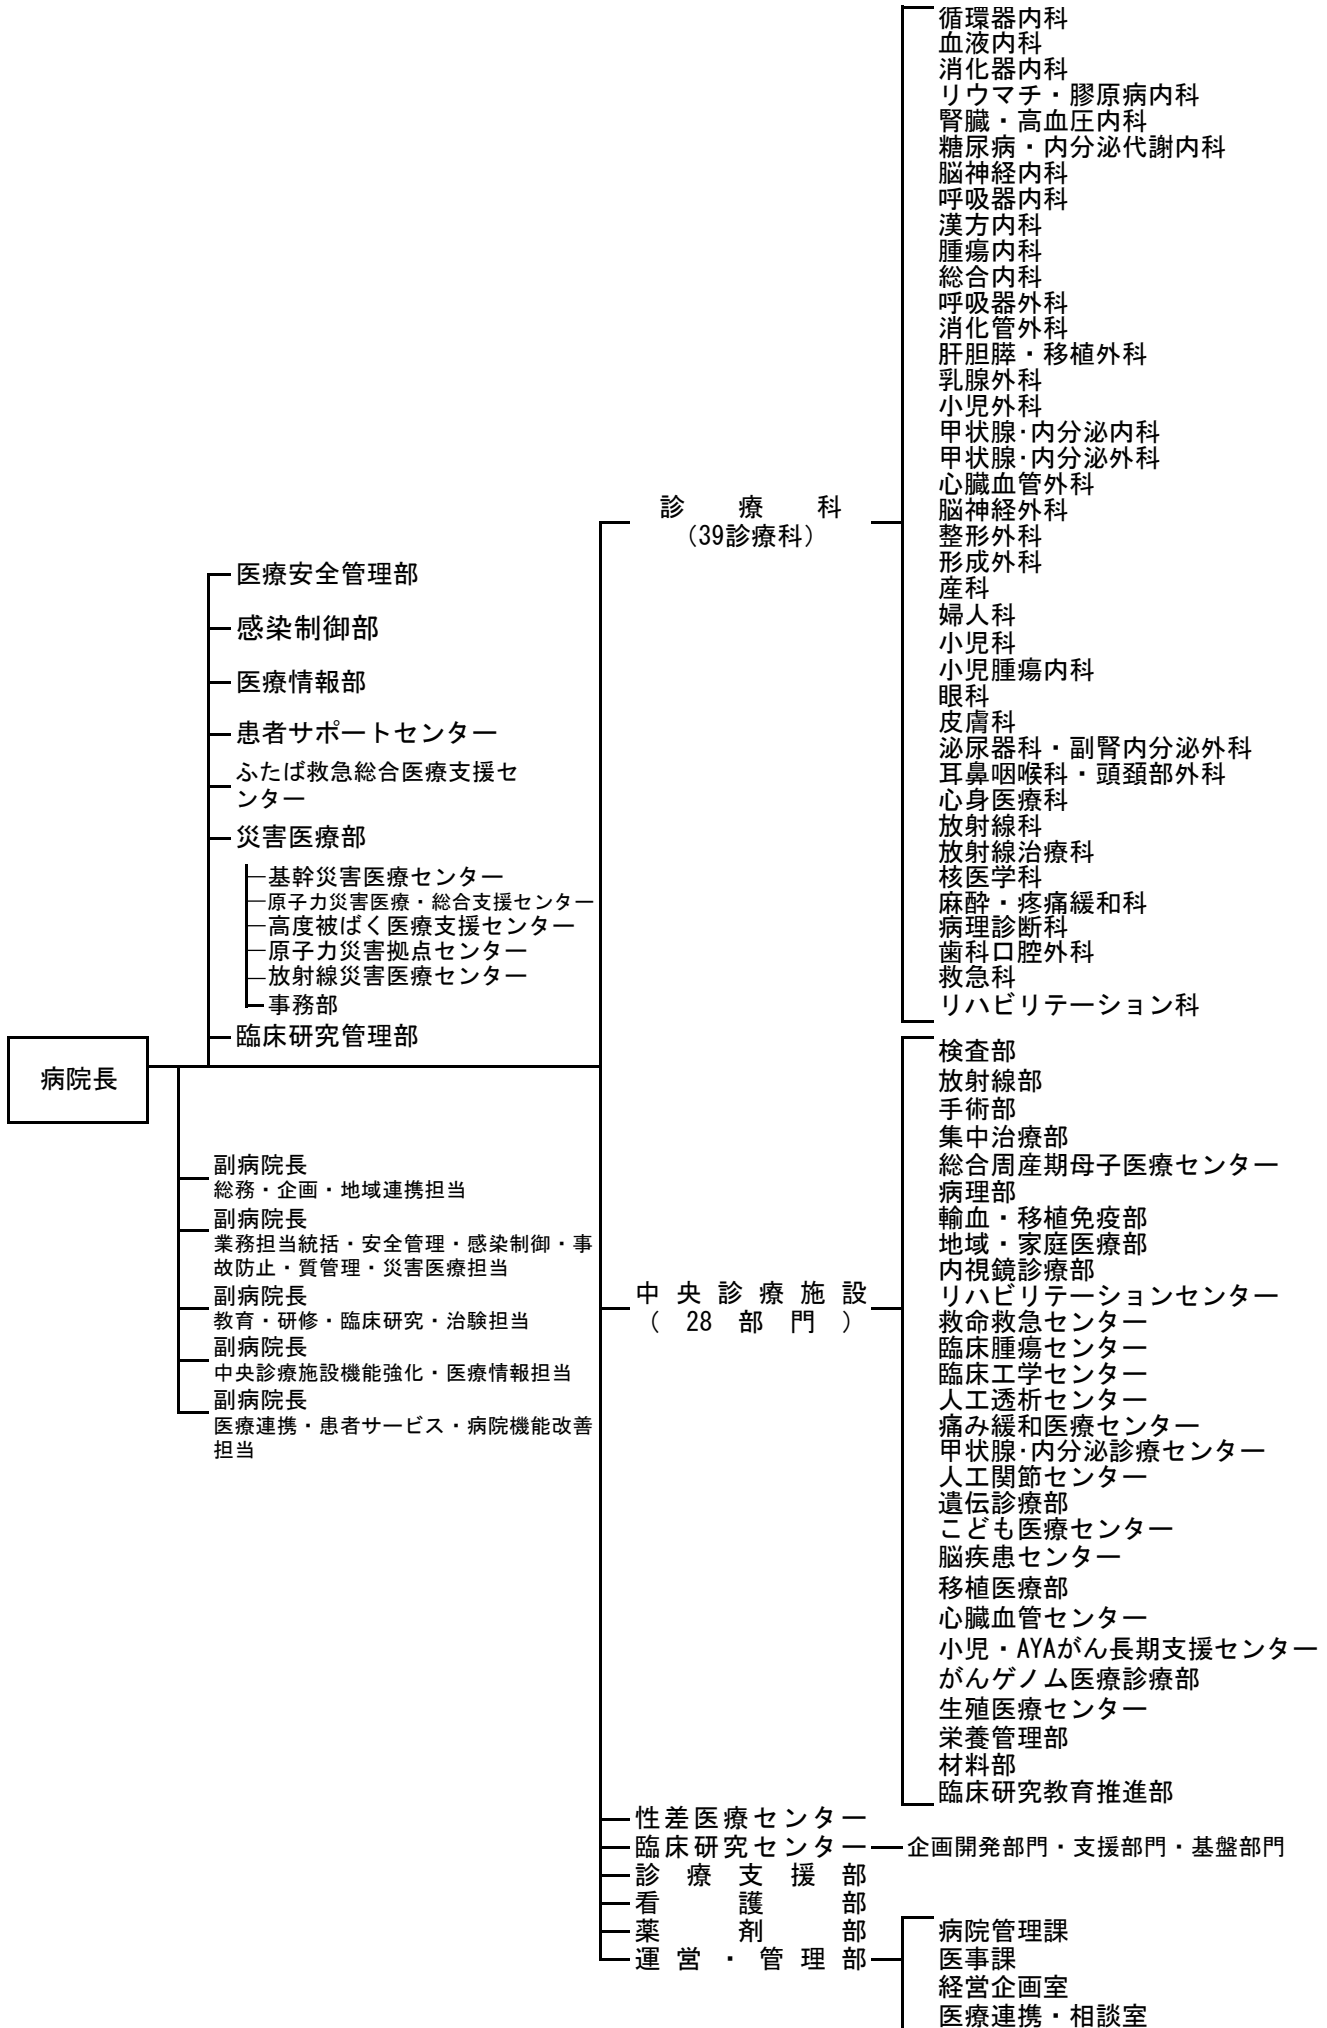 病院長
医療安全管理部
感染制御部
医療情報部
患者サポートセンター
ふたば救急総合医療支援セ
ンター
災害医療部
基幹災害医療センター
原子力災害医療・総合支援センター
高度被ばく医療支援センター
原子力災害拠点センター
放射線災害医療センター
事務部
臨床研究管理部
副病院長
総務・企画・地域連携担当
副病院長
業務担当統括・安全管理・感染制御・事
故防止・質管理・災害医療担当
副病院長
教育・研修・臨床研究・治験担当
副病院長
中央診療施設機能強化・医療情報担当
副病院長
医療連携・患者サービス・病院機能改善
担当
診療科
(39診療科)
循環器内科
血液内科
消化器内科
リウマチ・膠原病内科
腎臓・高血圧内科
糖尿病・内分泌代謝内科
脳神経内科
呼吸器内科
漢方内科
腫瘍内科
総合内科
呼吸器外科
消化管外科
肝胆膵・移植外科
乳腺外科
小児外科
甲状腺・内分泌内科
甲状腺・内分泌外科
心臓血管外科
脳神経外科
整形外科
形成外科
産科
婦人科
小児科
小児腫瘍内科
眼科
皮膚科
泌尿器科・副腎内分泌外科
耳鼻咽喉科・頭頚部外科
心身医療科
放射線科
放射線治療科
核医学科
麻酔・疼痛緩和科
病理診断科
歯科口腔外科
救急科
リハビリテーション科
中央診療施設
(28部門)
検査部
放射線部
手術部
集中治療部
総合周産期母子医療センター
病理部
輸血・移植免疫部
地域・家庭医療部
内視鏡診療部
リハビリテーションセンター
救命救急センター
臨床腫瘍センター
臨床工学センター
人工透析センター
痛み緩和医療センター
甲状腺・内分泌診療センター
人工関節センター
遺伝診療部
こども医療センター
脳疾患センター
移植医療部
心臓血管センター
小児・AYAがん長期支援センター
がんゲノム医療診療部
生殖医療センター
栄養管理部
材料部
臨床研究教育推進部
性差医療センター
臨床研究センター
企画開発部門・支援部門・基盤部門
診療支援部
看護部
薬剤部
運営・管理部
病院管理課
医事課
経営企画室
医療連携・相談室